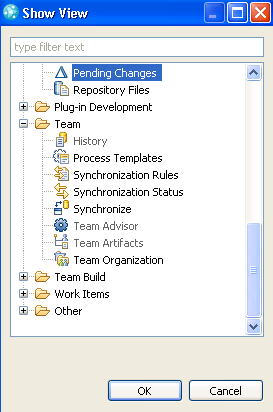 Show View
type filter text
Pending Changes
Repository Files
Plug-in Development
Team
History
Process Templates
Synchronization Rules
Synchronization Status
Synchronize
Team Advisor
Team Artifacts
Team Organization
Team Build
Work Items
Other
OK
Cancel